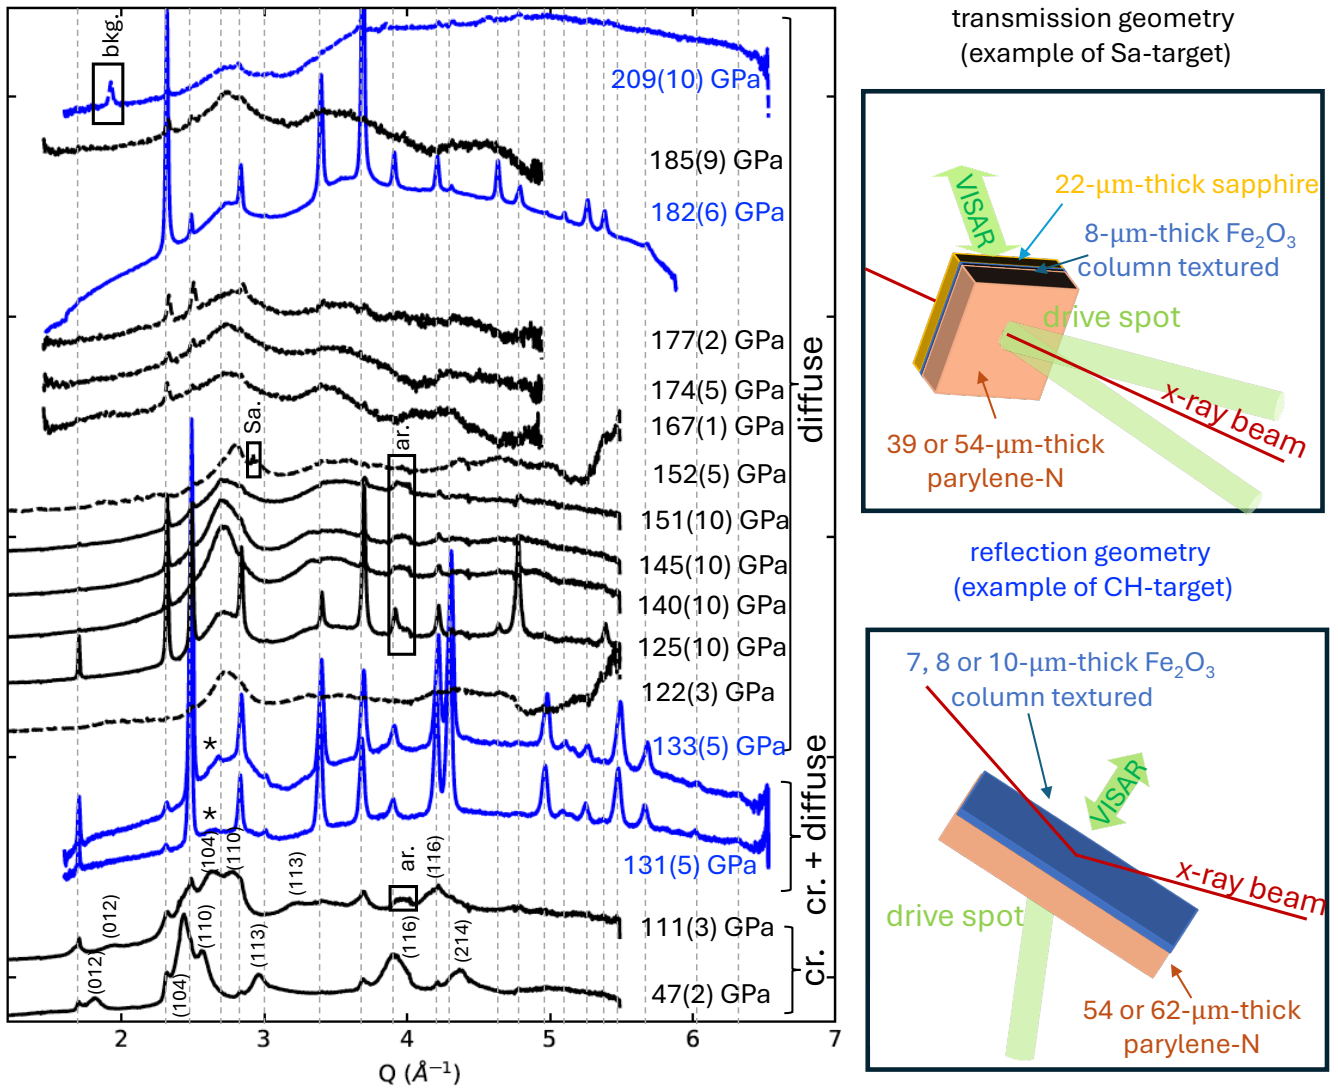 bkg.
209(10) GPa
185(9) GPa
182(6) GPa
177(2) GPa
174(5) GPa
167(1) GPa
Sa.
ar.
152(5) GPa
151(10) GPa
145(10) GPa
140(10) GPa
125(10) GPa
122(3) GPa
133(5) GPa
*
*
131(5) GPa
(104)
(110)
(113)
ar.
(116)
(012)
111(3) GPa
(012)
(104)
(110)
(113)
(116)
(214)
47(2) GPa
diffuse
cr. + diffuse
cr.
2 3 4 5 6 7
Q (Å⁻¹)
transmission geometry
(example of Sa-target)
VISAR
22-μm-thick sapphire
8-μm-thick Fe₂O₃
column textured
drive spot
x-ray beam
39 or 54-μm-thick
parylene-N
reflection geometry
(example of CH-target)
7, 8 or 10-μm-thick Fe₂O₃
column textured
VISAR
x-ray beam
drive spot
54 or 62-μm-thick
parylene-N